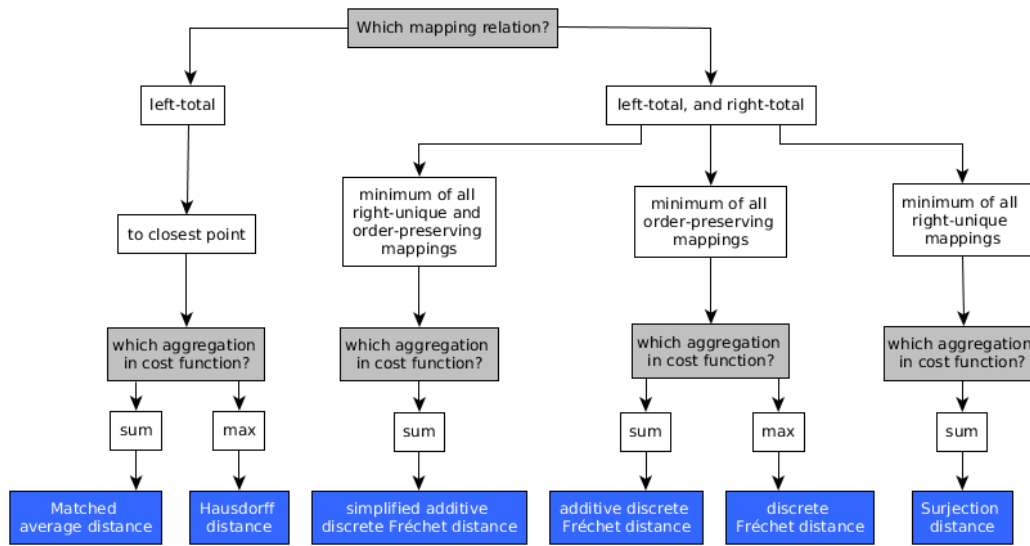 Which mapping relation?
left-total
left-total, and right-total
to closest point
minimum of all
right-unique and
order-preserving
mappings
minimum of all
order-preserving
mappings
minimum of all
right-unique
mappings
which aggregation
in cost function?
which aggregation
in cost function?
which aggregation
in cost function?
which aggregation
in cost function?
sum
max
sum
sum
max
sum
Matched
average distance
Hausdorff
distance
simplified additive
discrete Fréchet distance
additive discrete
Fréchet distance
discrete
Fréchet distance
Surjection
distance